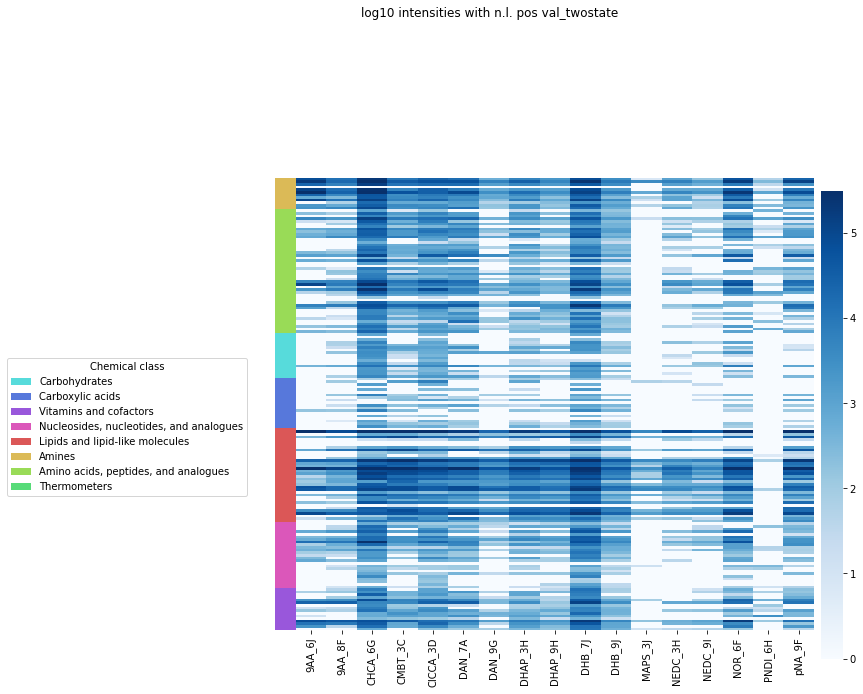 log10 intensities with n.l. pos val_twostate
Chemical class
Carbohydrates
Carboxylic acids
Vitamins and cofactors
Nucleosides, nucleotides, and analogues
Lipids and lipid-like molecules
Amines
Amino acids, peptides, and analogues
Thermometers
5
4
3
2
1
0
9AA_6J
9AA_8F
CHCA_6G
CMBT_3C
ClCCA_3D
DAN_7A
DAN_9G
DHAP_3H
DHAP_9H
DHB_7J
DHB_9J
MAPS_3J
NEDC_3H
NEDC_9I
NOR_6F
PNDI_6H
pNA_9F